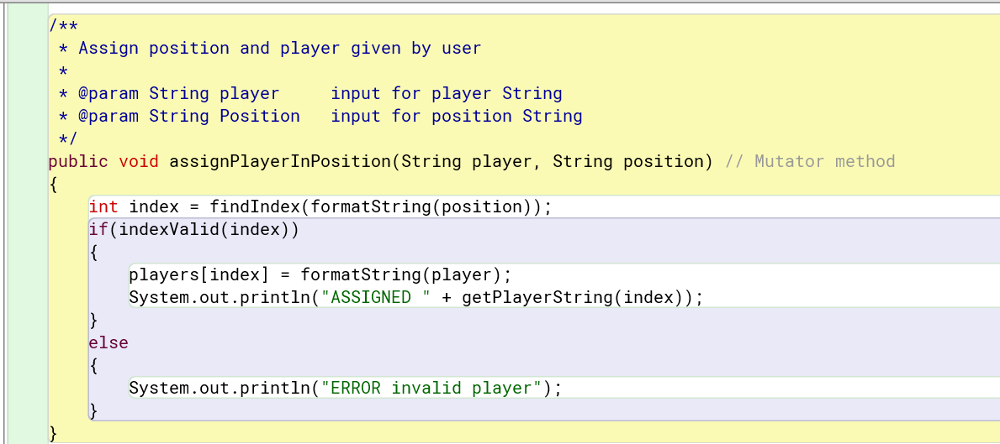 /**
 * Assign position and player given by user
 *
 * @param String player     input for player String
 * @param String Position   input for position String
 */
public void assignPlayerInPosition(String player, String position) // Mutator method
{
    int index = findIndex(formatString(position));
    if(indexValid(index))
    {
        players[index] = formatString(player);
        System.out.println("ASSIGNED " + getPlayerString(index));
    }
    else
    {
        System.out.println("ERROR invalid player");
    }
}